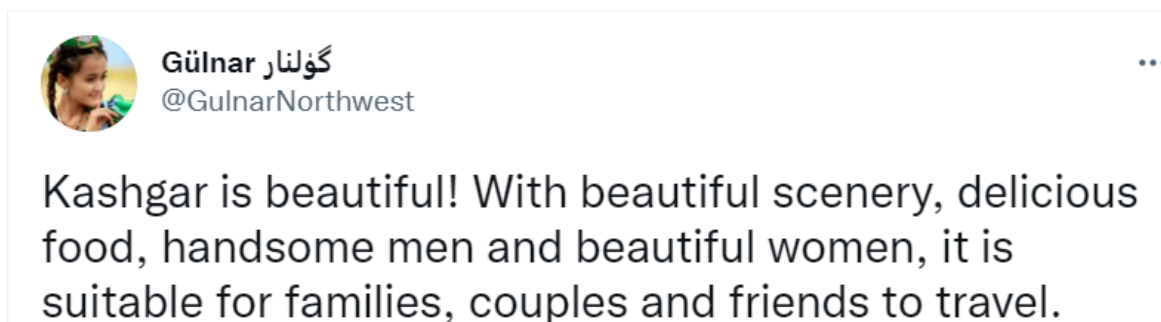 Gülnar گۈلنار
@GulnarNorthwest
Kashgar is beautiful! With beautiful scenery, delicious
food, handsome men and beautiful women, it is
suitable for families, couples and friends to travel.